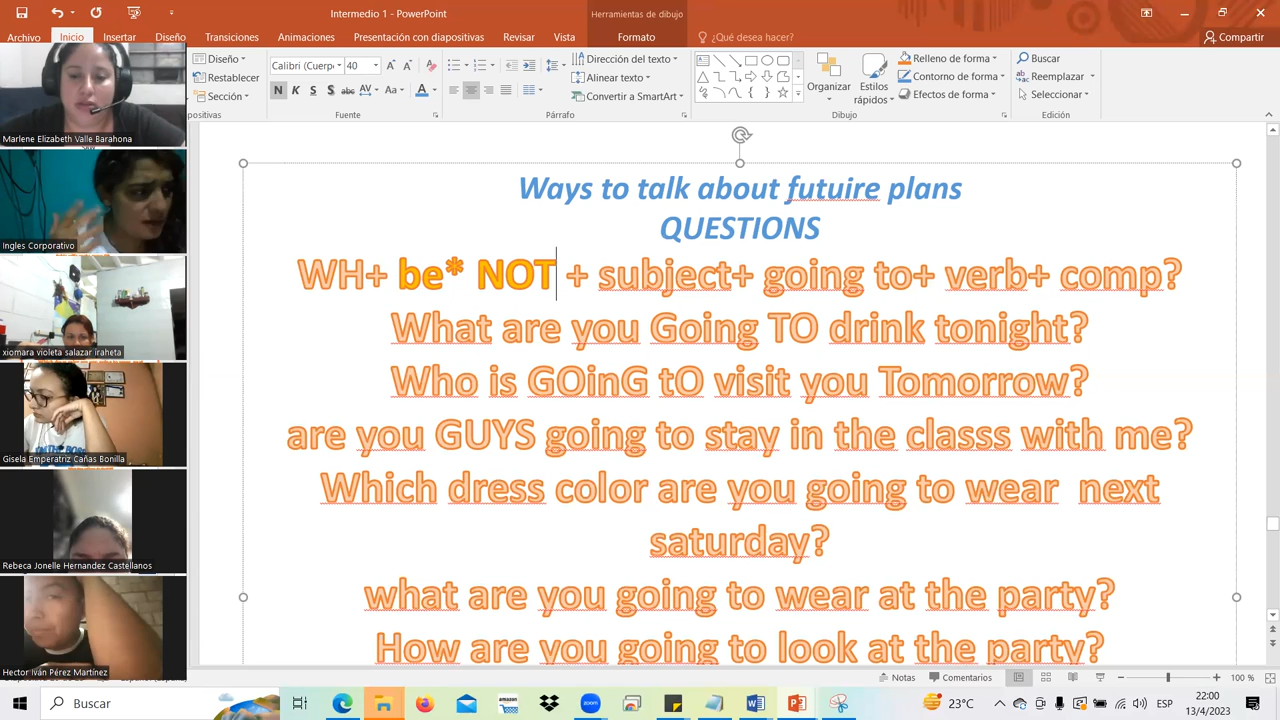 Intermedio 1 - PowerPoint
Herramientas de dibujo
Inicio
Insertar
Diseño
Transiciones
Animaciones
Presentación con diapositivas
Revisar
Vista
Formato
¿Qué desea hacer?
Compartir
Diseño
Restablecer
Sección
positivas
Calibri (Cuerp
40
N K S S abc AV Aa A
Fuente
Dirección del texto
Alinear texto
Convertir a SmartArt
Párrafo
Organizar
Estilos
rápidos
Relleno de forma
Contorno de forma
Efectos de forma
Dibujo
Buscar
Reemplazar
Seleccionar
Edición
Marlene Elizabeth Valle Barahona
Ingles Corporativo
xiomara violeta salazar iraheta
Gisela Emperatriz Cañas Bonilla
Rebeca Jonelle Hernandez Castellanos
Hector Iván Pérez Martínez
Ways to talk about futuire plans
QUESTIONS
WH+ be* NOT + subject+ going to+ verb+ comp?
What are you Going TO drink tonight?
Who is GOinG tO visit you Tomorrow?
are you GUYS going to stay in the classs with me?
Which dress color are you going to wear next
saturday?
what are you going to wear at the party?
How are you going to look at the party?
Notas
Comentarios
100 %
Buscar
amazon
zoom
23°C
ESP
22:00
13/4/2023